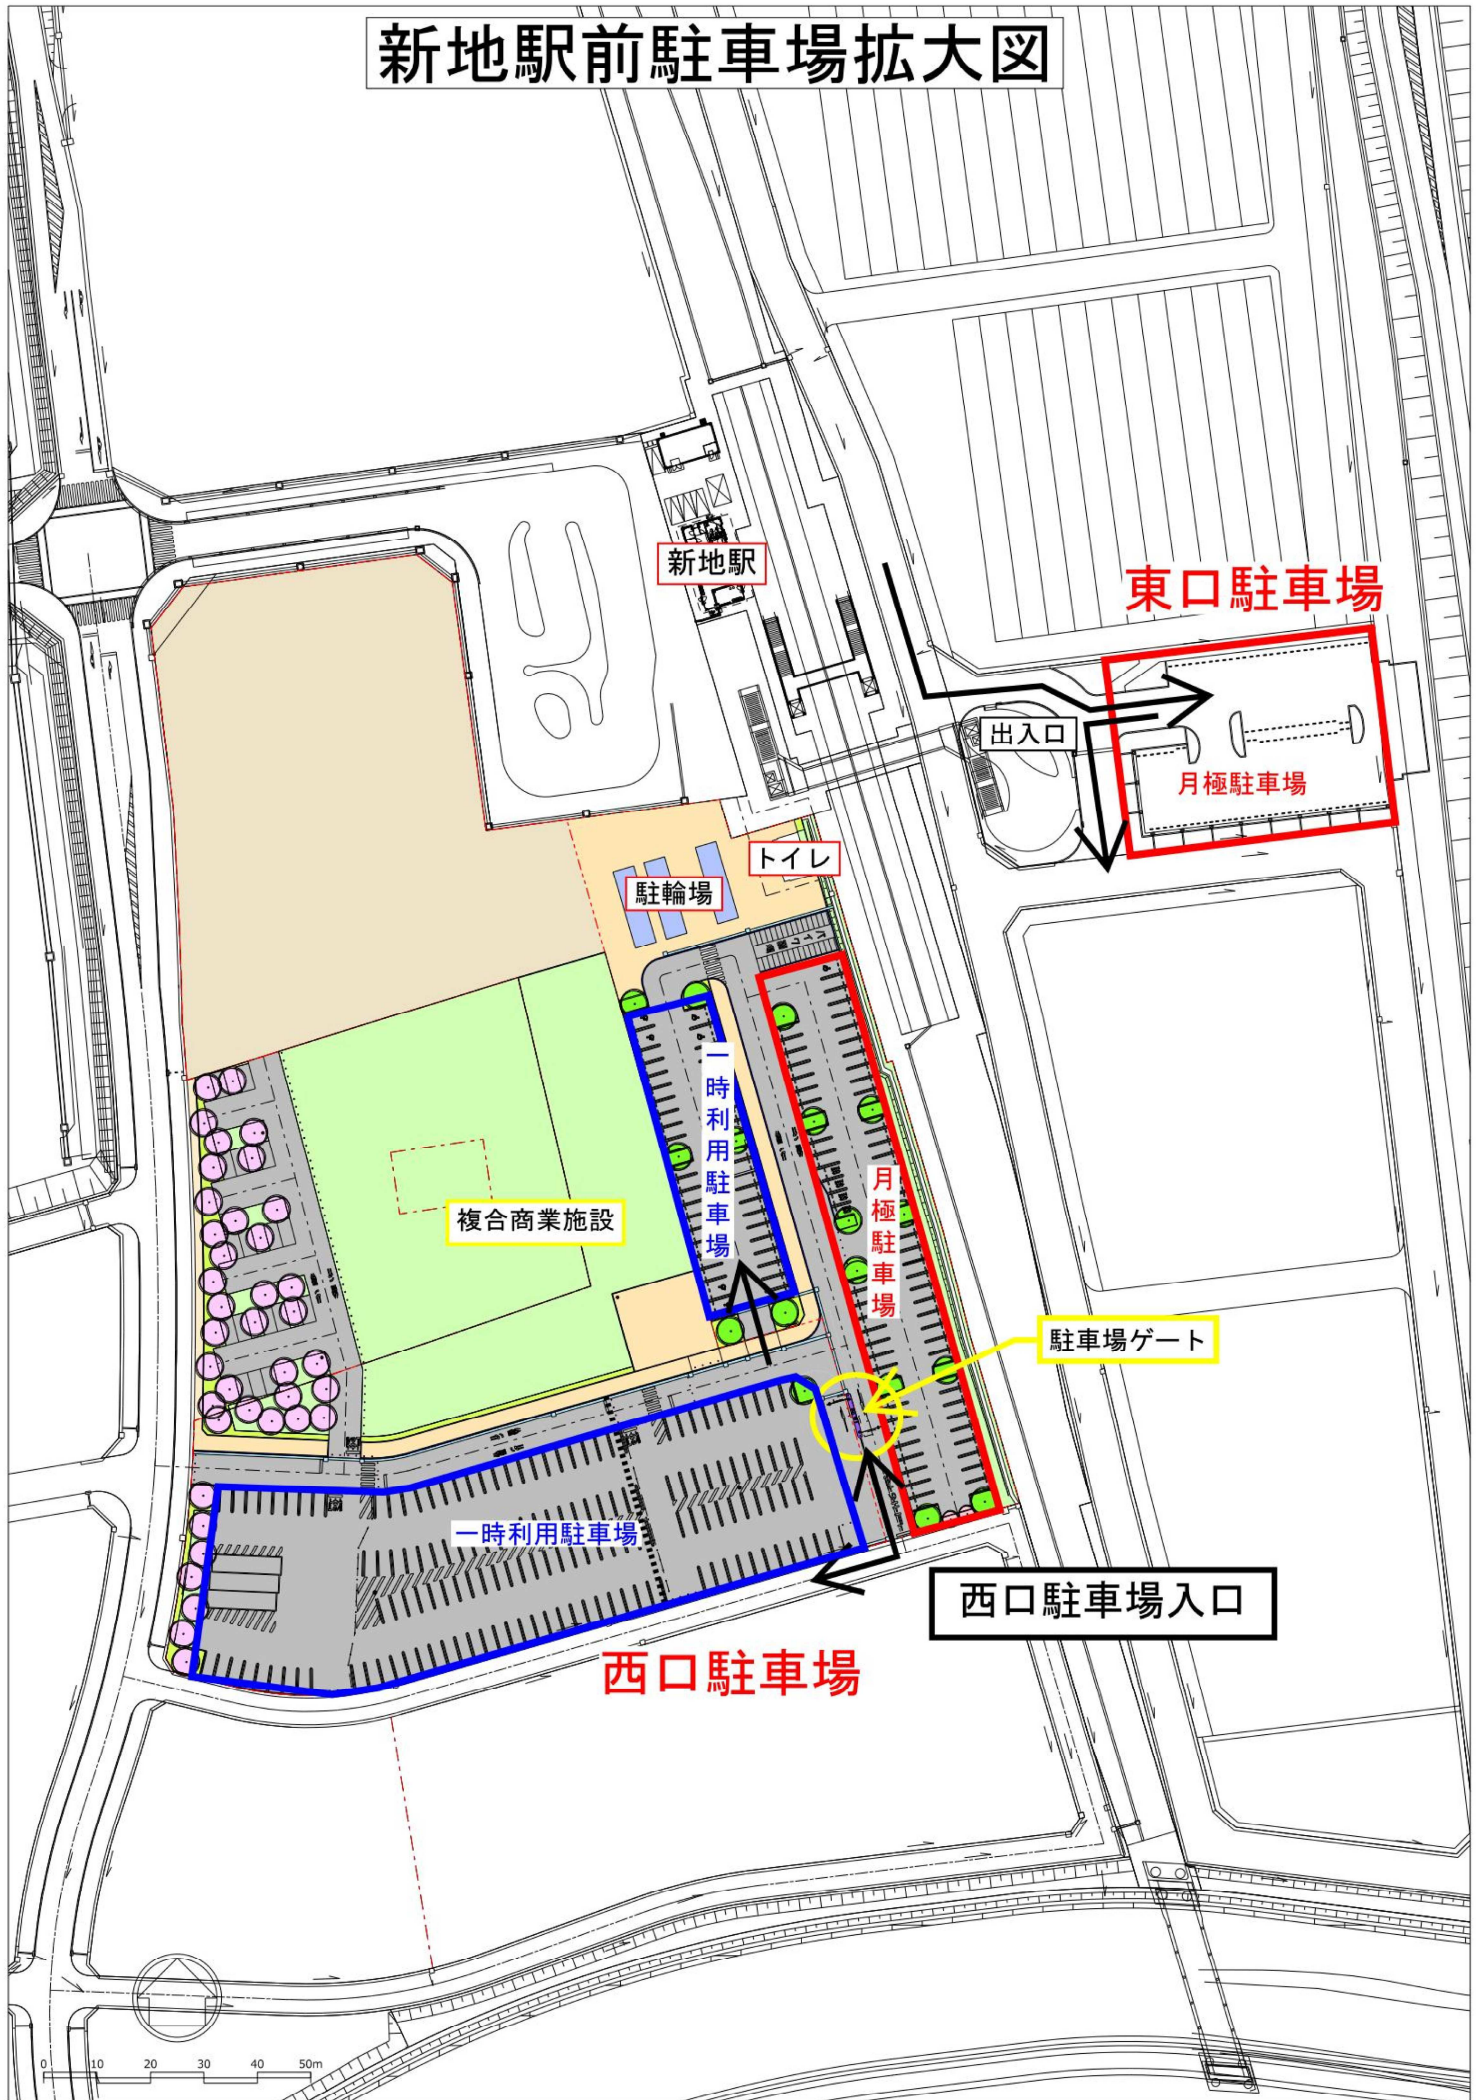 新地駅前駐車場拡大図
新地駅
東口駐車場
出入口
月極駐車場
トイレ
駐輪場
一時利用駐車場
月極駐車場
複合商業施設
駐車場ゲート
一時利用駐車場
西口駐車場入口
西口駐車場
0 10 20 30 40 50m